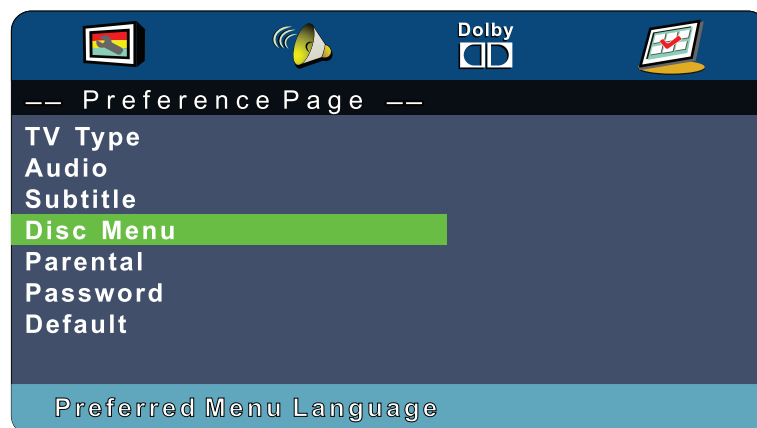 Dolby
-- Preference Page --
TV Type
Audio
Subtitle
Disc Menu
Parental
Password
Default
Preferred Menu Language